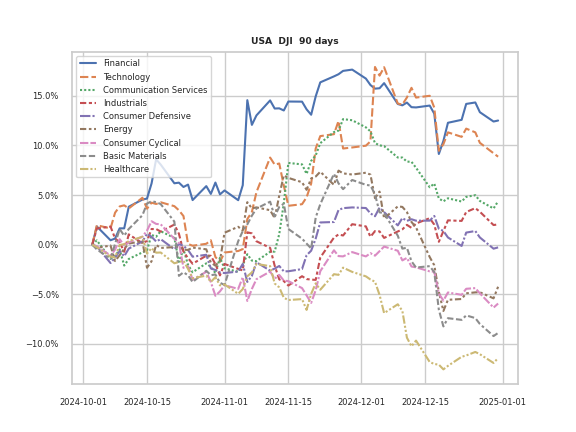 USA DJI 90 days
Financial
Technology
Communication Services
Industrials
Consumer Defensive
Energy
Consumer Cyclical
Basic Materials
Healthcare
15.0%
10.0%
5.0%
0.0%
−5.0%
−10.0%
2024-10-01 2024-10-15 2024-11-01 2024-11-15 2024-12-01 2024-12-15 2025-01-01